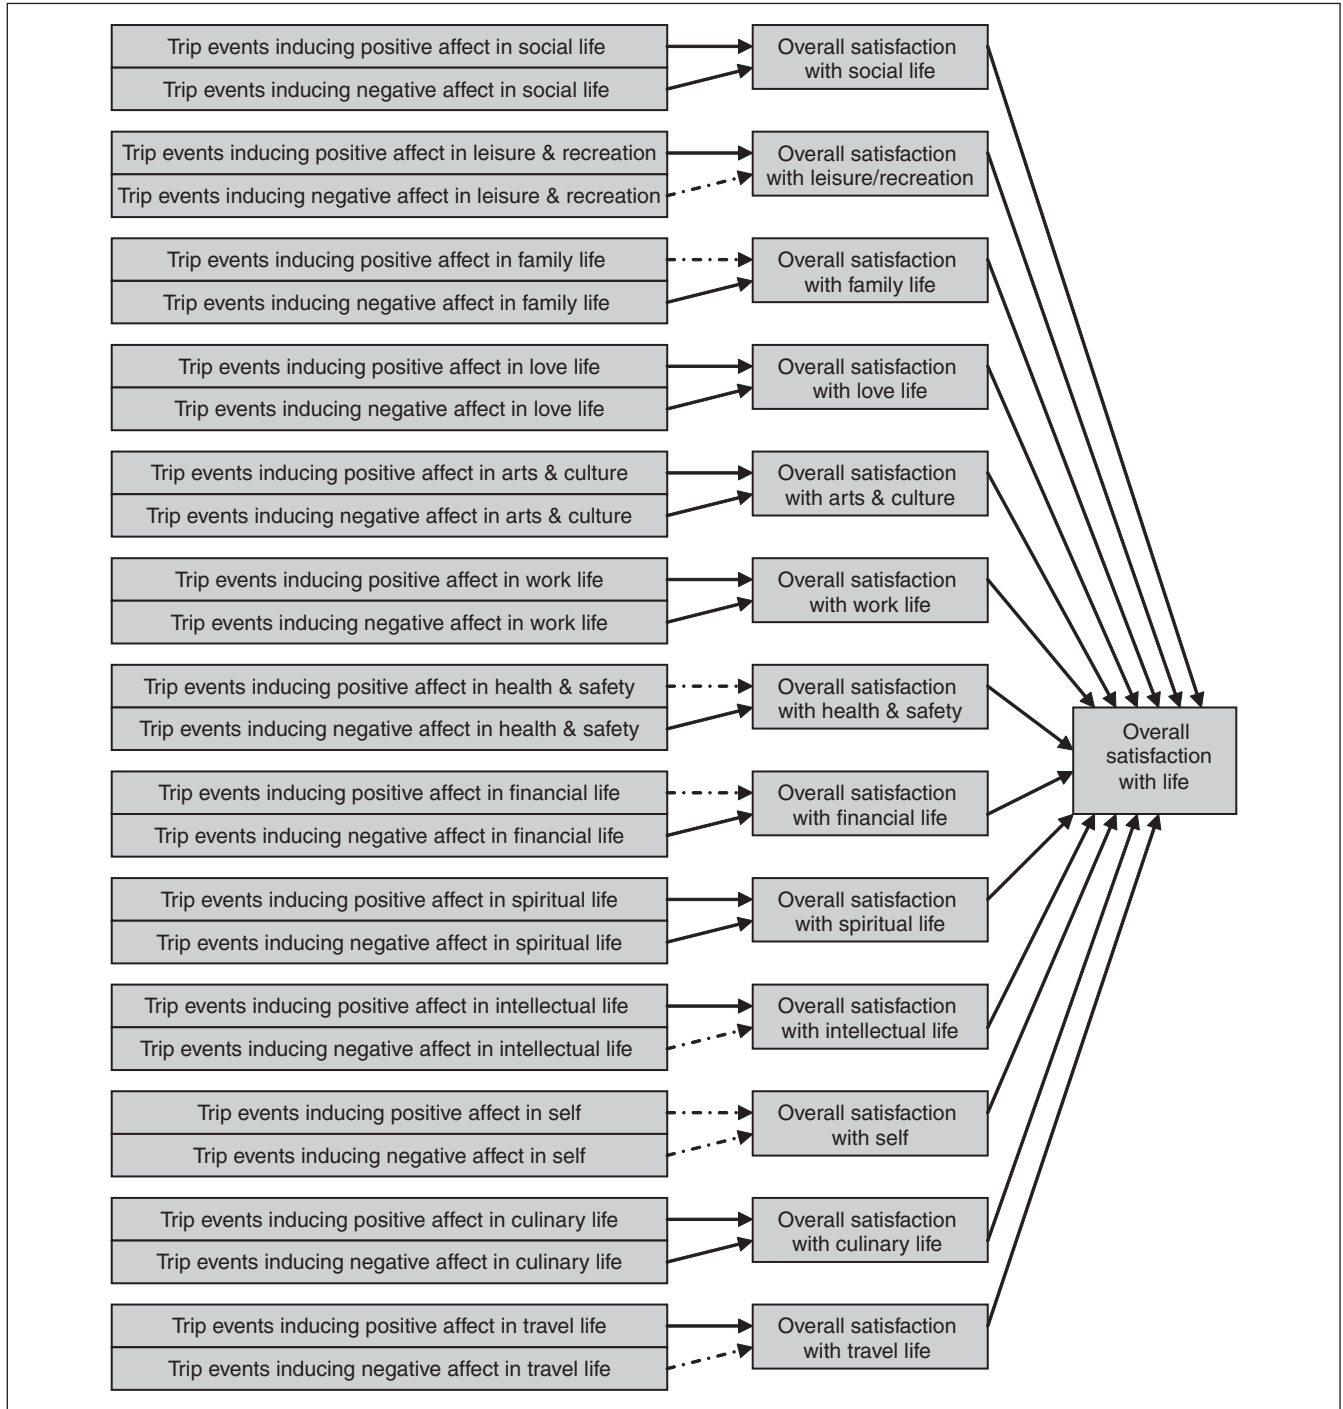 Trip events inducing positive affect in social life
Trip events inducing negative affect in social life
Overall satisfaction
with social life
Trip events inducing positive affect in leisure & recreation
Trip events inducing negative affect in leisure & recreation
Overall satisfaction
with leisure/recreation
Trip events inducing positive affect in family life
Trip events inducing negative affect in family life
Overall satisfaction
with family life
Trip events inducing positive affect in love life
Trip events inducing negative affect in love life
Overall satisfaction
with love life
Trip events inducing positive affect in arts & culture
Trip events inducing negative affect in arts & culture
Overall satisfaction
with arts & culture
Trip events inducing positive affect in work life
Trip events inducing negative affect in work life
Overall satisfaction
with work life
Trip events inducing positive affect in health & safety
Trip events inducing negative affect in health & safety
Overall satisfaction
with health & safety
Trip events inducing positive affect in financial life
Trip events inducing negative affect in financial life
Overall satisfaction
with financial life
Trip events inducing positive affect in spiritual life
Trip events inducing negative affect in spiritual life
Overall satisfaction
with spiritual life
Trip events inducing positive affect in intellectual life
Trip events inducing negative affect in intellectual life
Overall satisfaction
with intellectual life
Trip events inducing positive affect in self
Trip events inducing negative affect in self
Overall satisfaction
with self
Trip events inducing positive affect in culinary life
Trip events inducing negative affect in culinary life
Overall satisfaction
with culinary life
Trip events inducing positive affect in travel life
Trip events inducing negative affect in travel life
Overall satisfaction
with travel life
Overall
satisfaction
with life